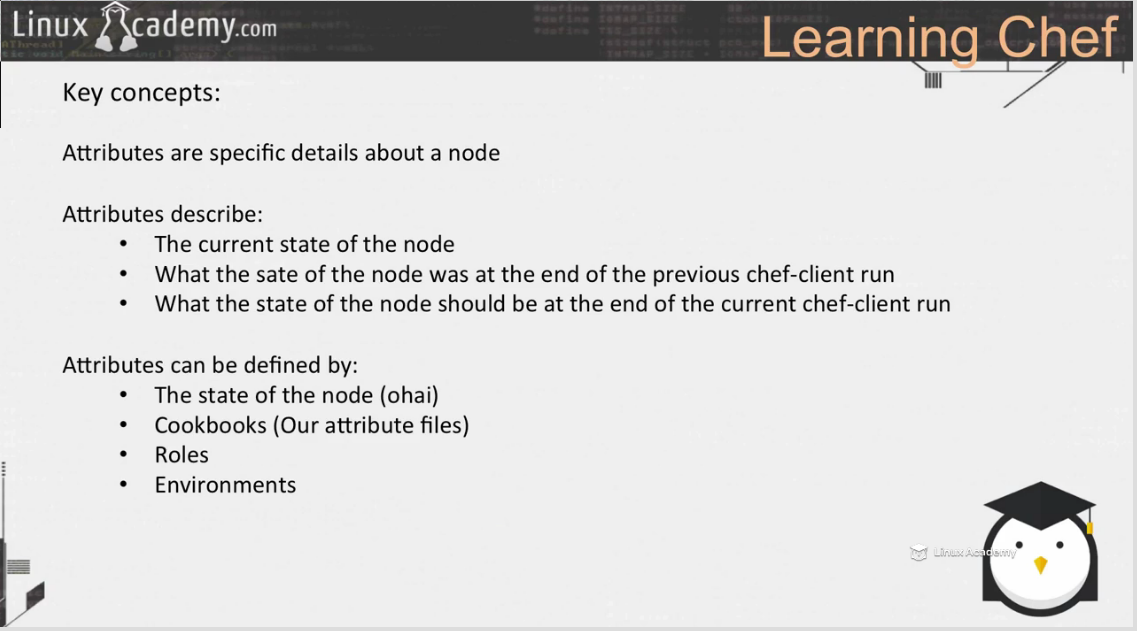 Linux Academy.com
Learning Chef
Key concepts:
Attributes are specific details about a node
Attributes describe:
• The current state of the node
• What the sate of the node was at the end of the previous chef-client run
• What the state of the node should be at the end of the current chef-client run
Attributes can be defined by:
• The state of the node (ohai)
• Cookbooks (Our attribute files)
• Roles
• Environments
Linux Academy